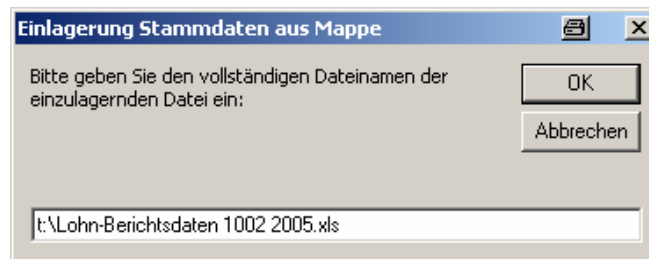 Einlagerung Stammdaten aus Mappe
Bitte geben Sie den vollständigen Dateinamen der
einzulagernden Datei ein:
OK
Abbrechen
t:\Lohn-Berichtsdaten 1002 2005.xls